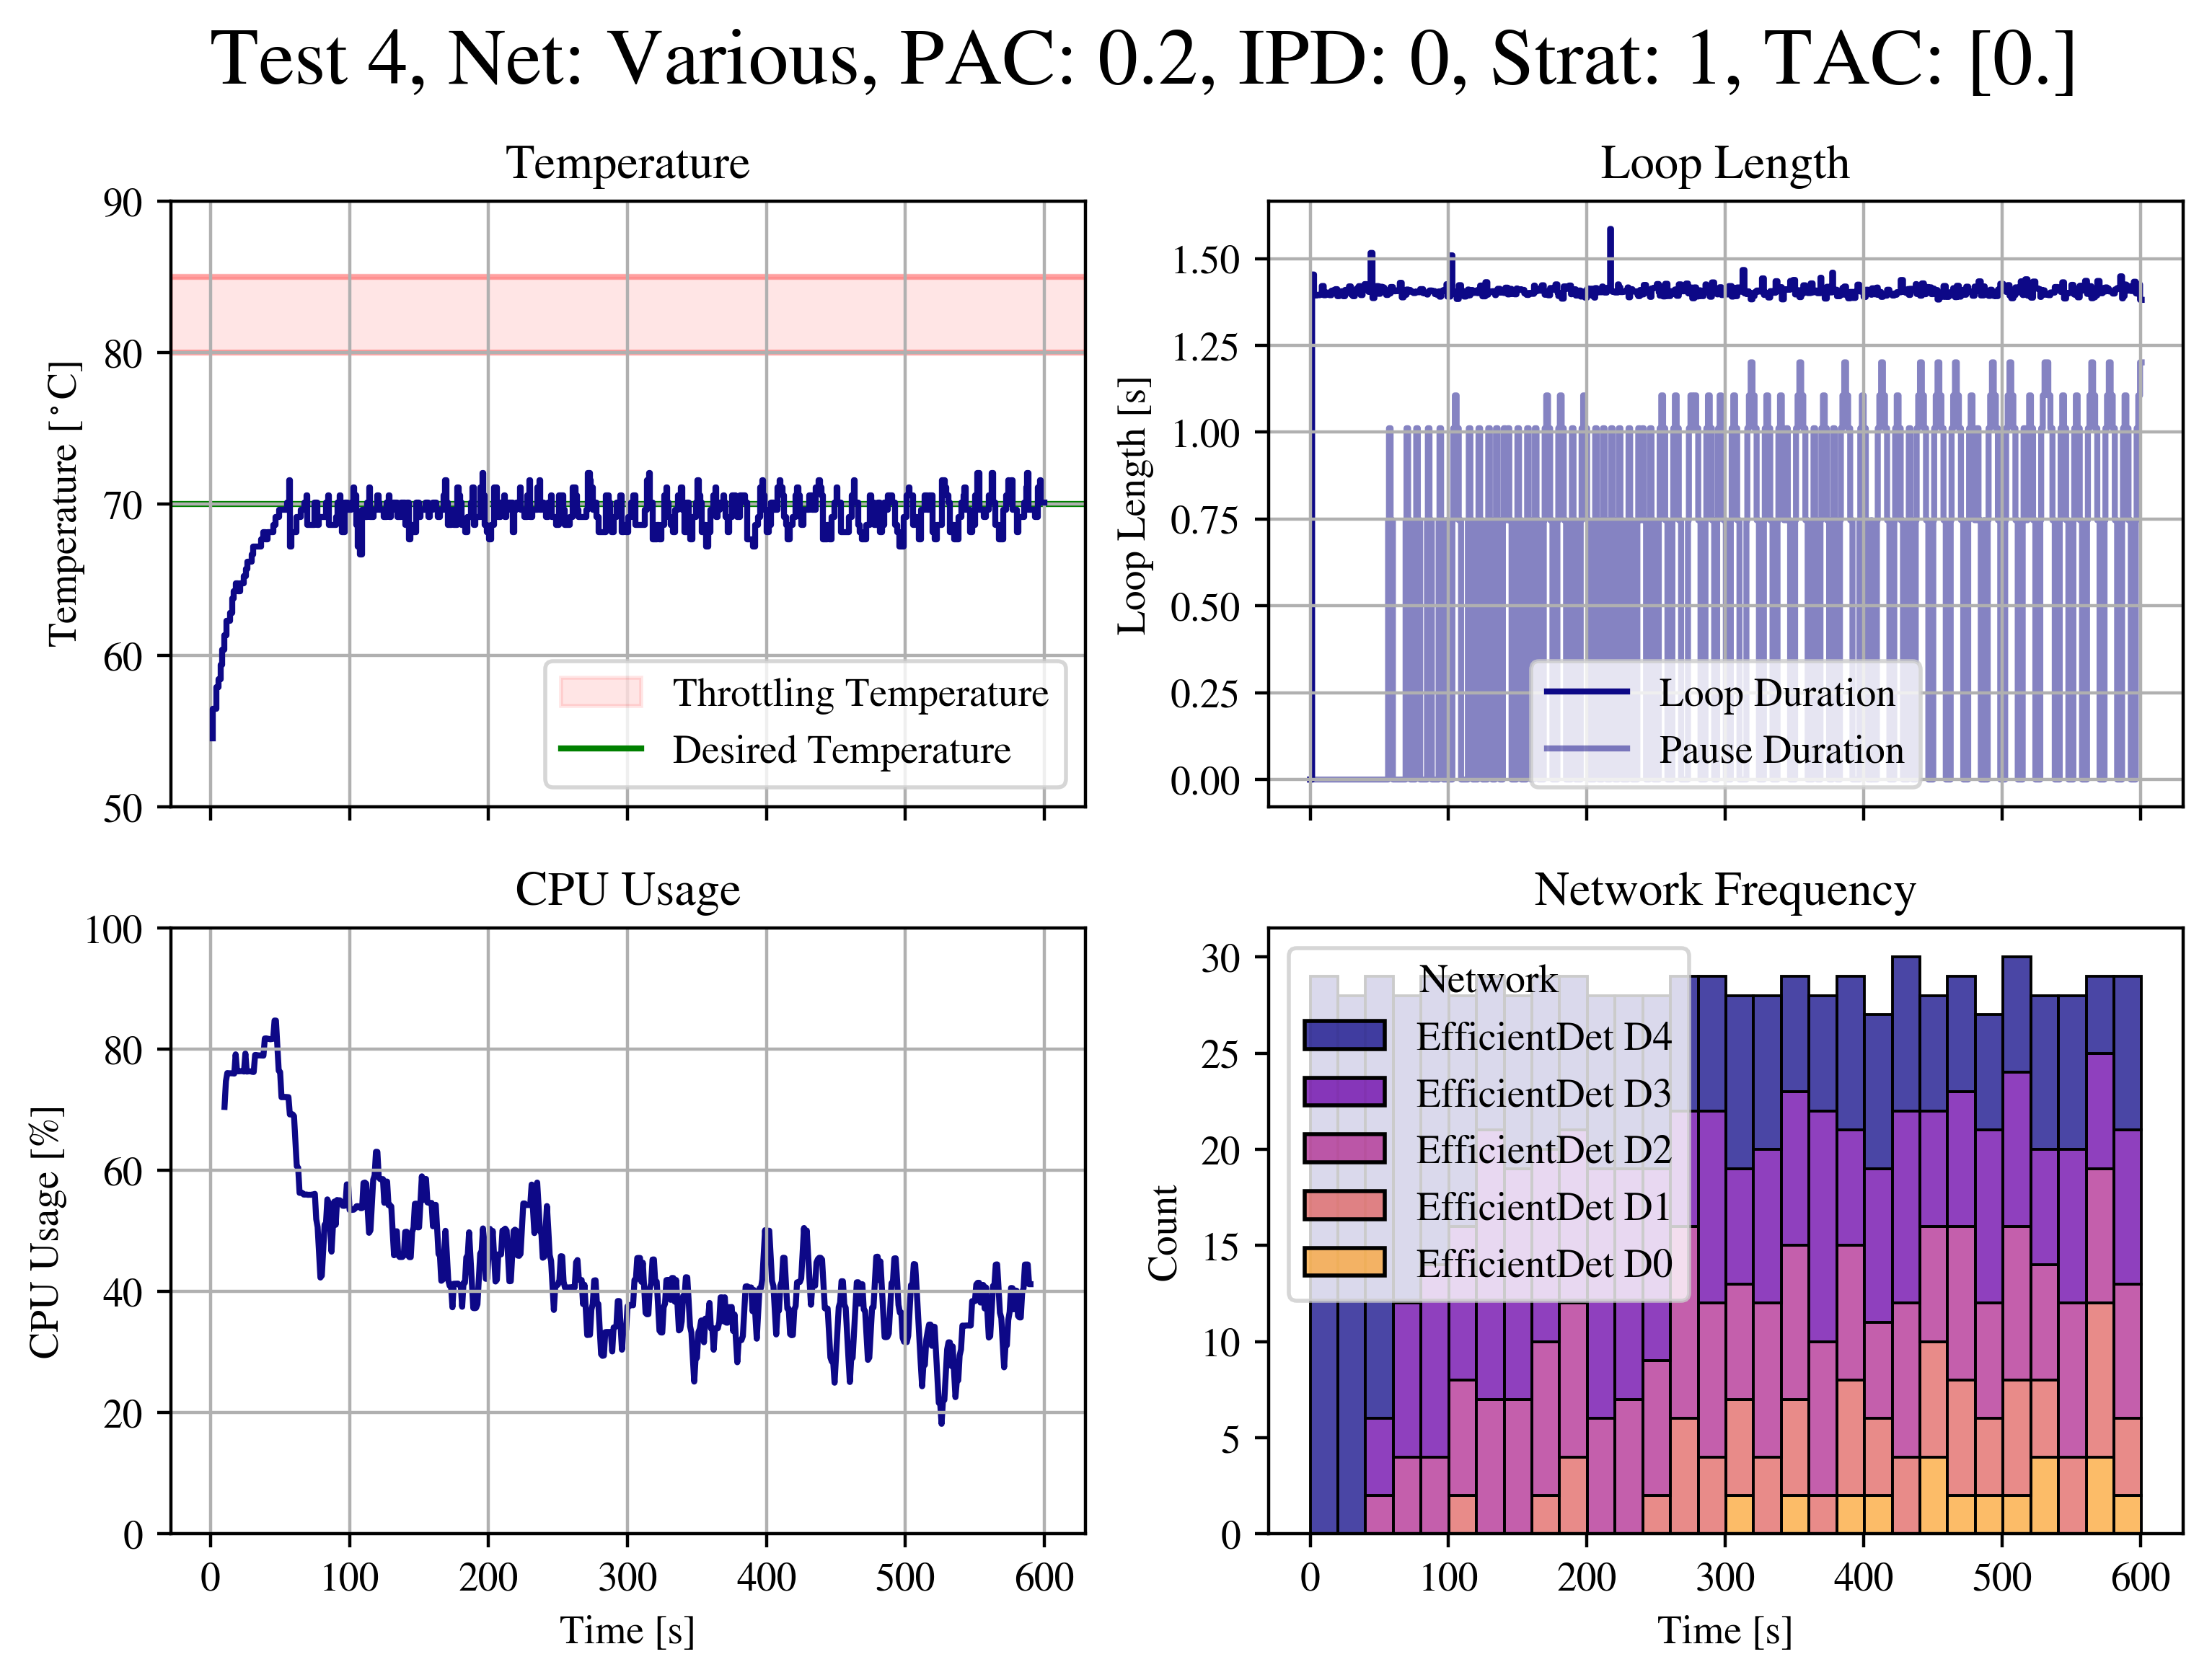 Test 4, Net: Various, PAC: 0.2, IPD: 0, Strat: 1, TAC: [0.]
Temperature
90
80
70
60
50
Temperature [°C]
Throttling Temperature
Desired Temperature
Loop Length
1.50
1.25
1.00
0.75
0.50
0.25
0.00
Loop Length [s]
Loop Duration
Pause Duration
CPU Usage
100
80
60
40
20
0
CPU Usage [%]
0 100 200 300 400 500 600
Time [s]
Network Frequency
30
25
20
15
10
5
0
Count
Network
EfficientDet D4
EfficientDet D3
EfficientDet D2
EfficientDet D1
EfficientDet D0
0 100 200 300 400 500 600
Time [s]